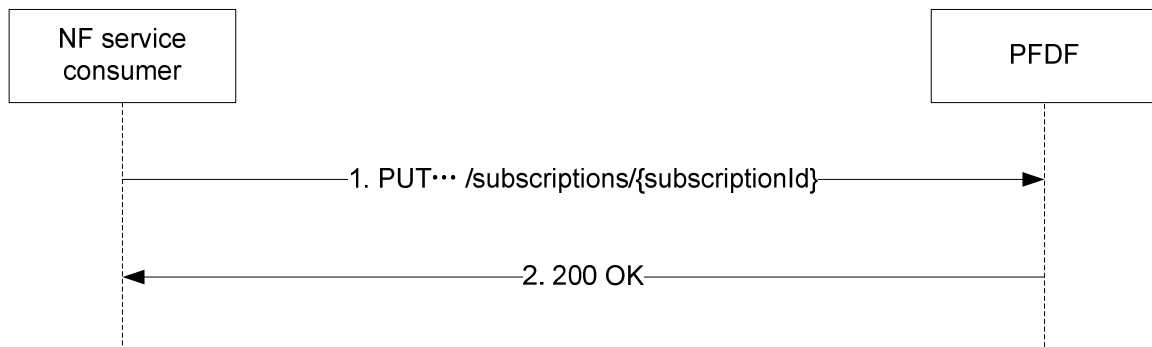 NF service
consumer
PFDF
1. PUT··· /subscriptions/{subscriptionId}
2. 200 OK